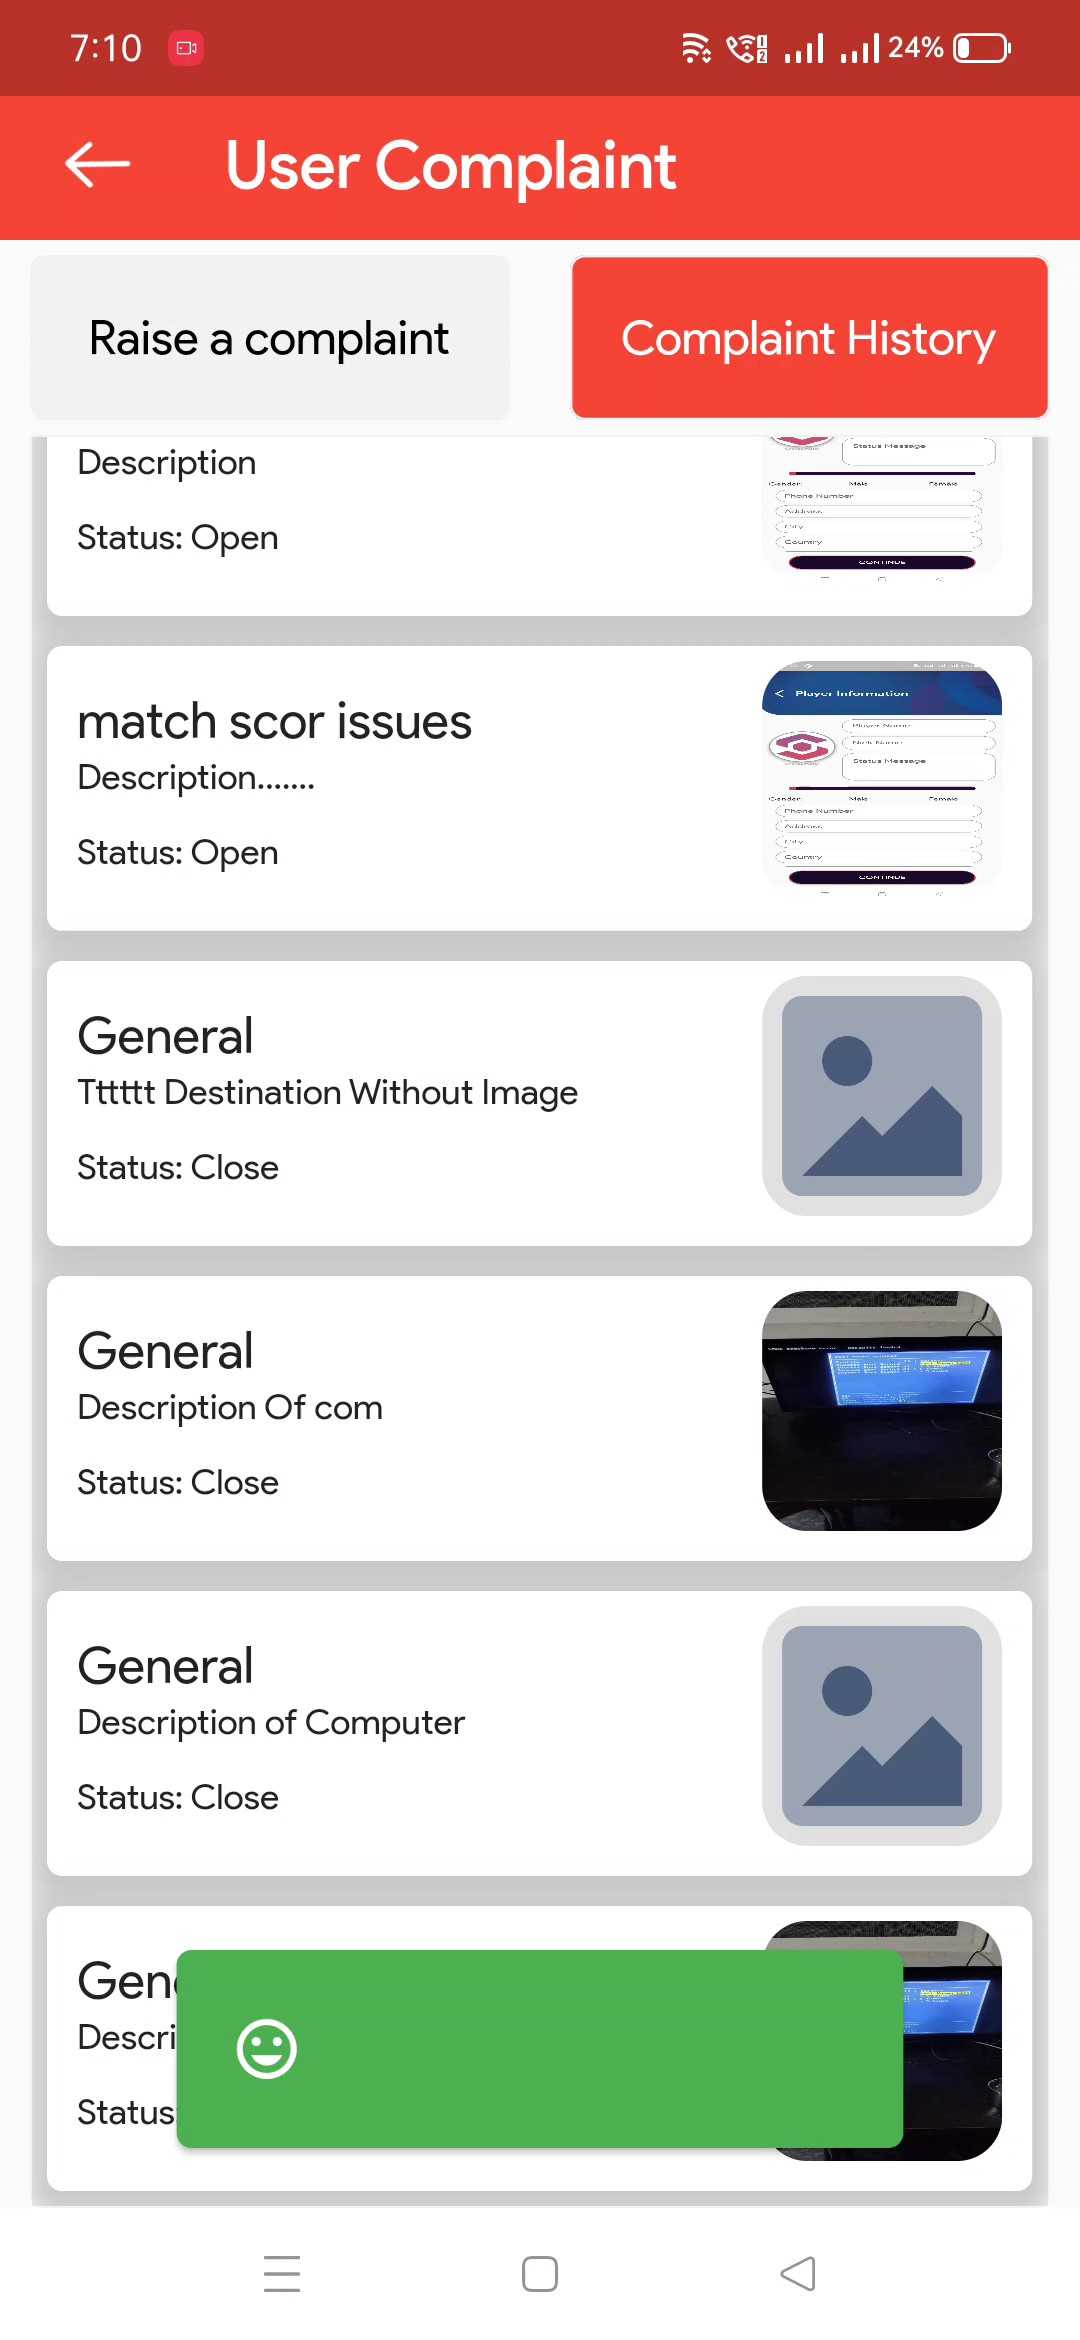 7:10
24%
User Complaint
Raise a complaint
Complaint History
Description
Status: Open
Status Message
Gender:
Male
Female
Phone Number
Address
City
Country
CONTINUE
match scor issues
Description.......
Status: Open
< Player Information
Player Name
Nick Name
Status Message
Gender:
Male
Female
Phone Number
Address
City
Country
CONTINUE
General
Tttttt Destination Without Image
Status: Close
General
Description Of com
Status: Close
General
Description of Computer
Status: Close
Gen
Descri
Status: